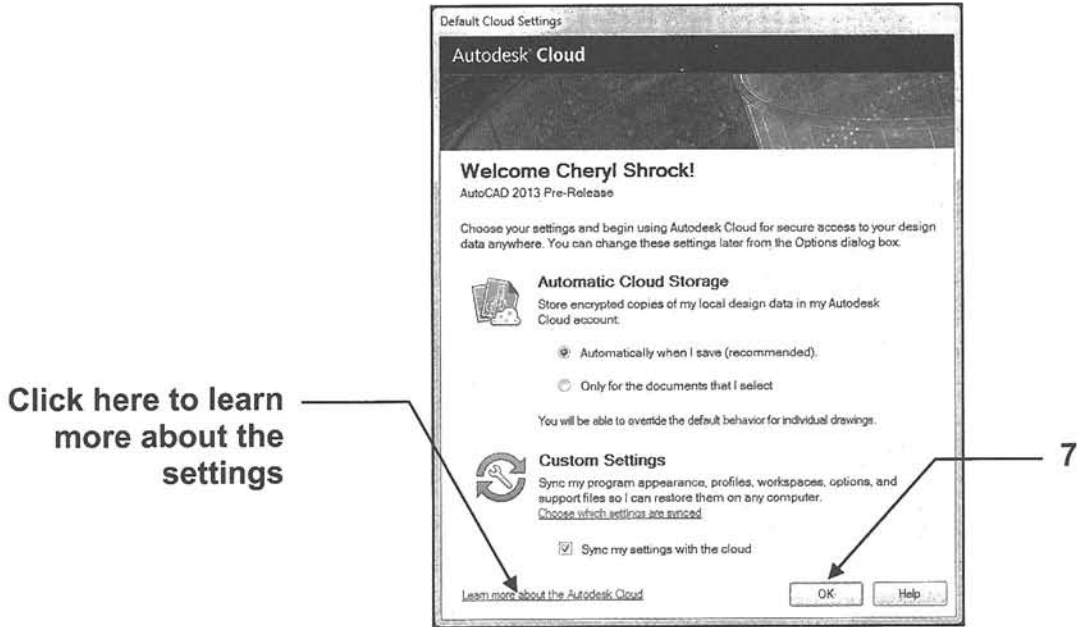 Default Cloud Settings
Autodesk® Cloud
Welcome Cheryl Shrock!
AutoCAD 2013 Pre-Release
Choose your settings and begin using Autodesk Cloud for secure access to your design
data anywhere. You can change these settings later from the Options dialog box.
Automatic Cloud Storage
Store encrypted copies of my local design data in my Autodesk
Cloud account.
Automatically when I save (recommended).
Only for the documents that I select
You will be able to override the default behavior for individual drawings.
Click here to learn
more about the
settings
Custom Settings
Sync my program appearance, profiles, workspaces, options, and
support files so I can restore them on any computer.
Choose which settings are synced
7
Sync my settings with the cloud
Learn more about the Autodesk Cloud
OK
Help